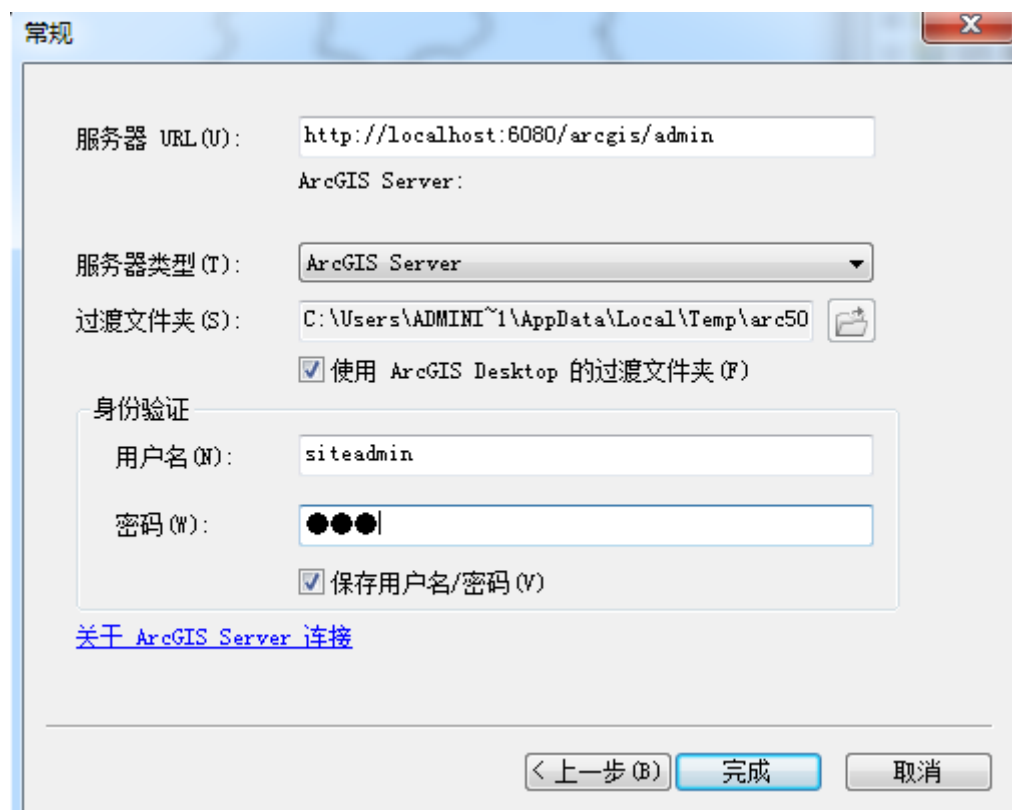 常规
服务器 URL(U): http://localhost:6080/arcgis/admin
ArcGIS Server:
服务器类型(T): ArcGIS Server
过渡文件夹(S): C:\Users\ADMINI~1\AppData\Local\Temp\arc50
使用 ArcGIS Desktop 的过渡文件夹(F)
身份验证
用户名(N): siteadmin
密码(W): ●●●
保存用户名/密码(V)
关于 ArcGIS Server 连接
< 上一步(B) 完成 取消